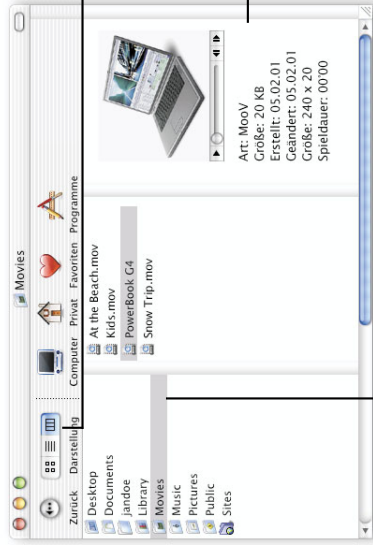 Movies
Zurück Darstellung Computer Privat Favoriten Programme
Desktop
Documents
jandoe
Library
Movies
Music
Pictures
Public
Sites
At the Beach.mov
Kids.mov
PowerBook G4
Snow Trip.mov
Art: MooV
Größe: 20 KB
Erstellt: 05.02.01
Geändert: 05.02.01
Größe: 240 x 20
Spieldauer: 00'00